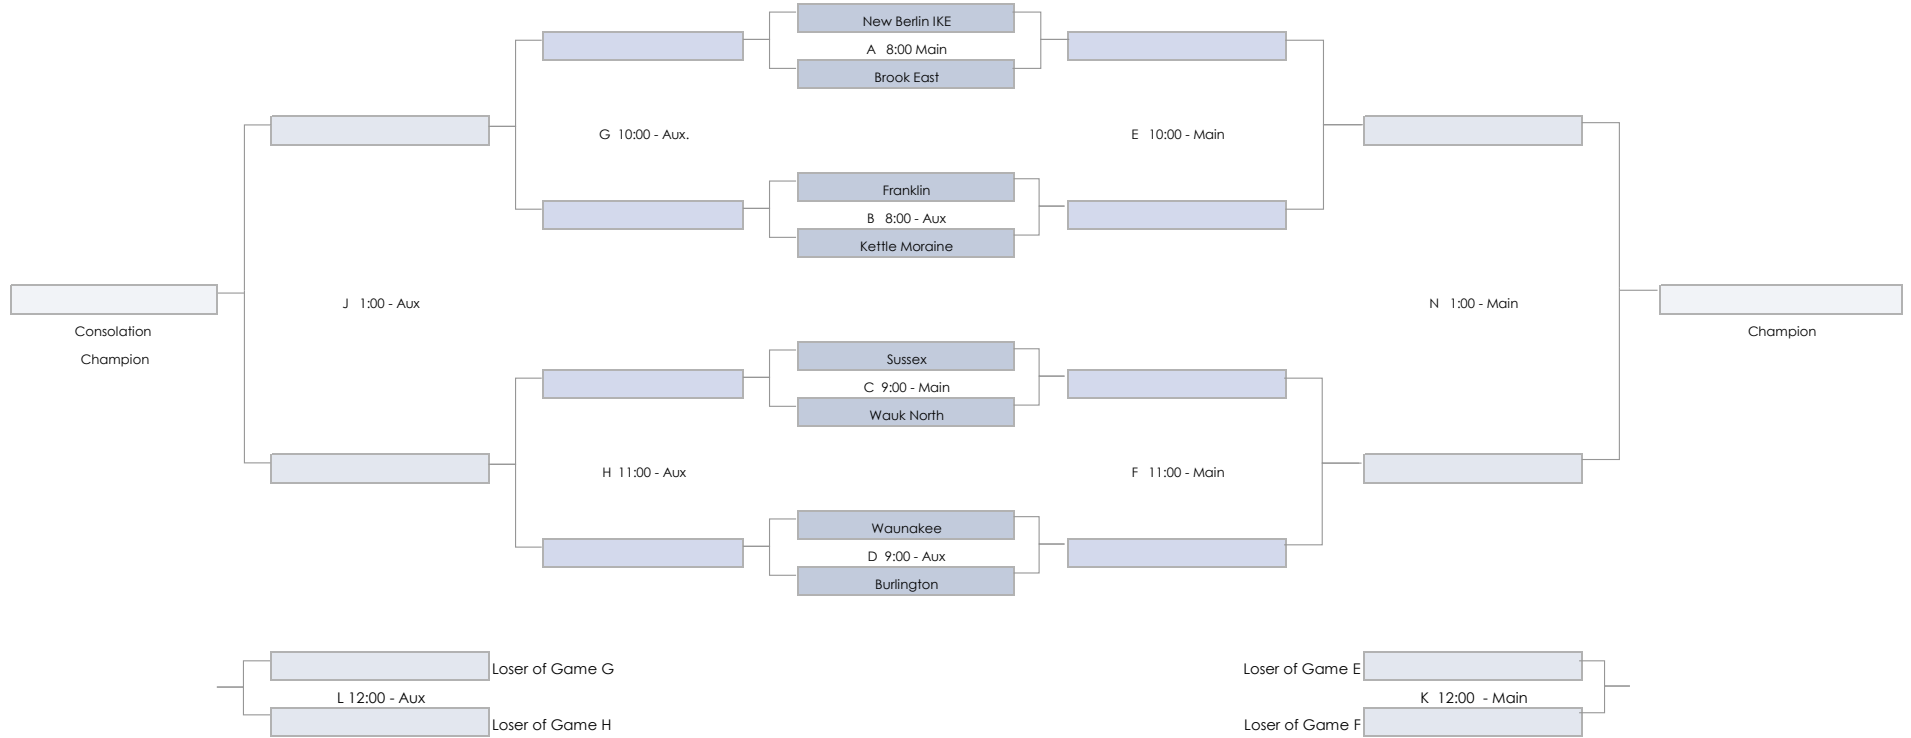 New Berlin IKE
A 8:00 Main
Brook East
G 10:00 - Aux.
E 10:00 - Main
Franklin
B 8:00 - Aux
Kettle Moraine
J 1:00 - Aux
N 1:00 - Main
Consolation
Champion
Champion
Sussex
C 9:00 - Main
Wauk North
H 11:00 - Aux
F 11:00 - Main
Waunakee
D 9:00 - Aux
Burlington
Loser of Game G
L 12:00 - Aux
Loser of Game H
Loser of Game E
K 12:00 - Main
Loser of Game F